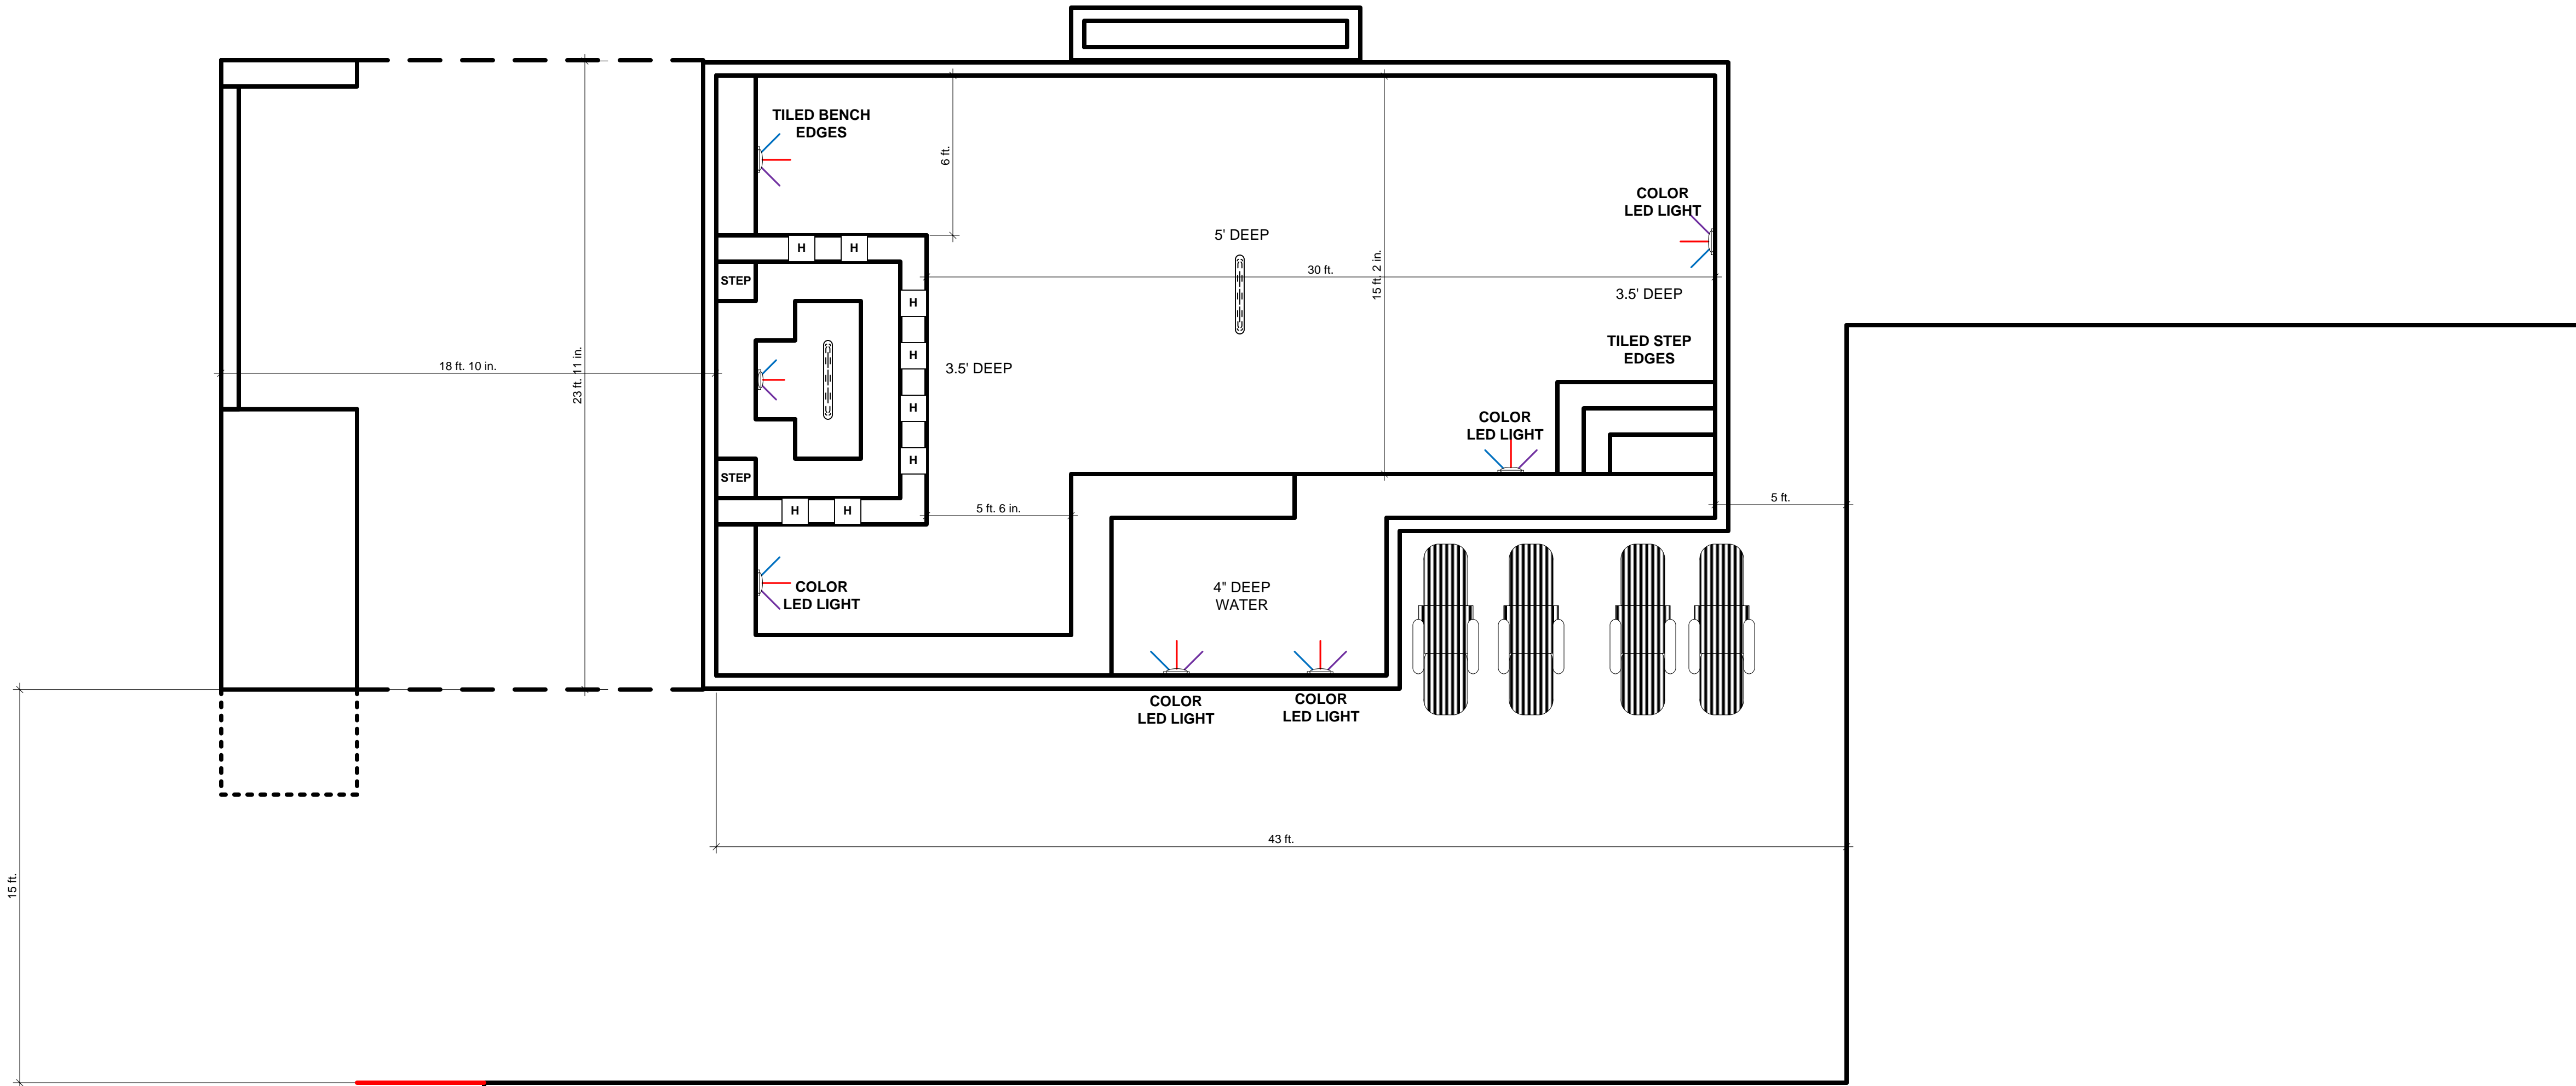 TILED BENCH
EDGES
6 ft.
COLOR
LED LIGHT
5' DEEP
H
H
STEP
30 ft.
15 ft. 2 in.
3.5' DEEP
H
TILED STEP
EDGES
H
3.5' DEEP
18 ft. 10 in.
23 ft. 11 in.
H
COLOR
LED LIGHT
H
STEP
H
H
5 ft. 6 in.
5 ft.
COLOR
LED LIGHT
4" DEEP
WATER
COLOR
LED LIGHT
COLOR
LED LIGHT
43 ft.
15 ft.